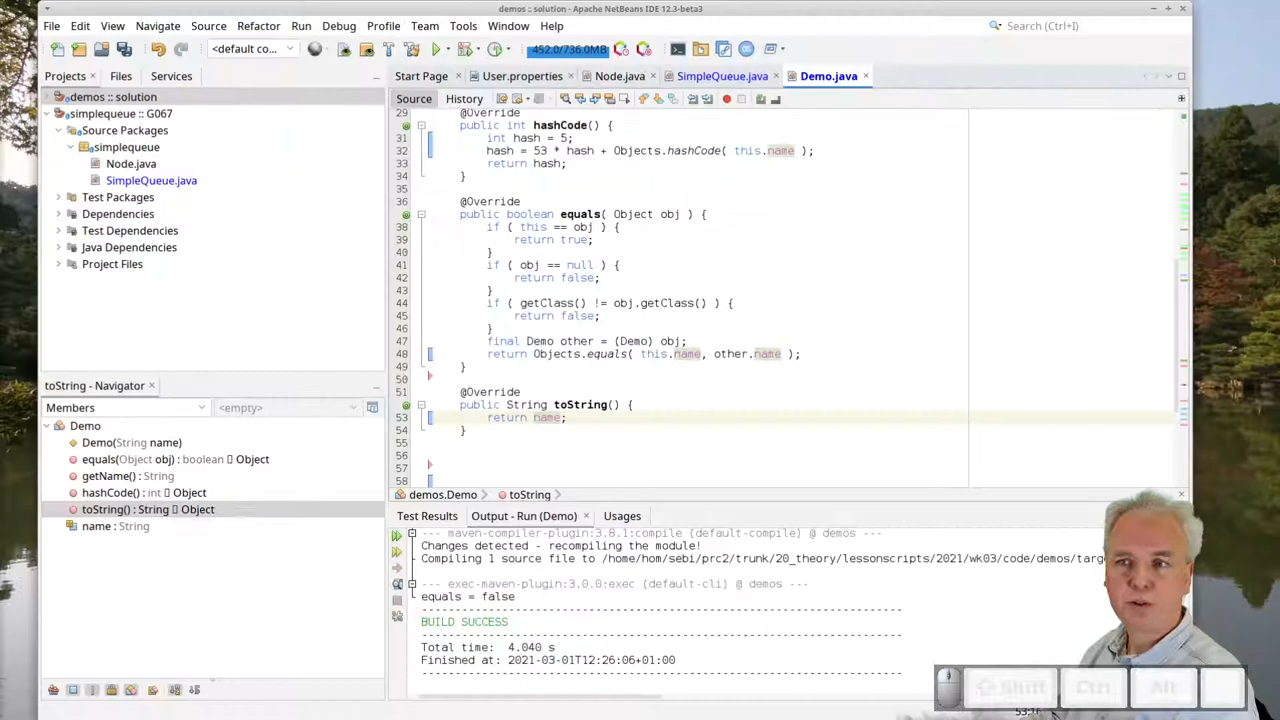 demos :: solution - Apache NetBeans IDE 12.3-beta3
File Edit View Navigate Source Refactor Run Debug Profile Team Tools Window Help
Search (Ctrl+I)
<default co...
452.0/736.0MB
Projects Files Services
Start Page User.properties Node.java SimpleQueue.java Demo.java
demos :: solution
simplequeue :: G067
Source Packages
simplequeue
Node.java
SimpleQueue.java
Test Packages
Dependencies
Test Dependencies
Java Dependencies
Project Files
Source History
29 @Override
public int hashCode() {
31 int hash = 5;
32 hash = 53 * hash + Objects.hashCode( this.name );
33 return hash;
34 }
35
36 @Override
public boolean equals( Object obj ) {
38 if ( this == obj ) {
39 return true;
40 }
41 if ( obj == null ) {
42 return false;
43 }
44 if ( getClass() != obj.getClass() ) {
45 return false;
46 }
47 final Demo other = (Demo) obj;
48 return Objects.equals( this.name, other.name );
49 }
50
51 @Override
public String toString() {
53 return name;
54 }
55
56
57
58
demos.Demo toString
toString - Navigator
Members <empty>
Demo
Demo(String name)
equals(Object obj) : boolean Object
getName() : String
hashCode() : int Object
toString() : String Object
name : String
Test Results Output - Run (Demo) Usages
--- maven-compiler-plugin:3.8.1:compile (default-compile) @ demos ---
Changes detected - recompiling the module!
Compiling 1 source file to /home/hom/sebi/prc2/trunk/20_theory/lessonscripts/2021/wk03/code/demos/targ
--- exec-maven-plugin:3.0.0:exec (default-cli) @ demos ---
equals = false
------------------------------------------------------------------------
BUILD SUCCESS
------------------------------------------------------------------------
Total time: 4.040 s
Finished at: 2021-03-01T12:26:06+01:00
------------------------------------------------------------------------
Shift Ctrl Alt